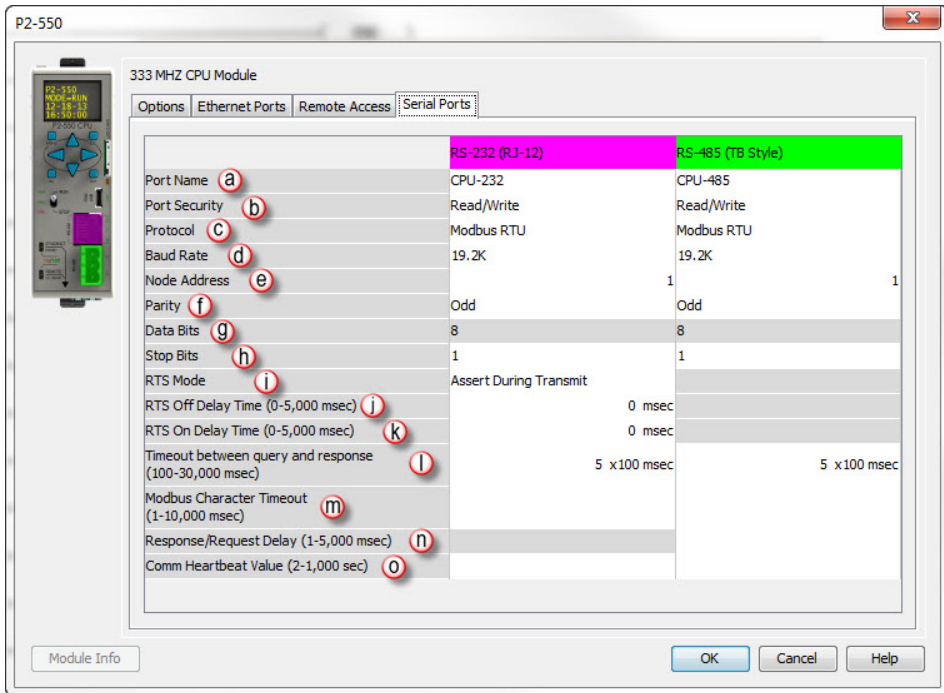 P2-550
333 MHZ CPU Module
P2-550
MODE=RUN
12-18-13
16:50:00
P2-550 CPU
Options Ethernet Ports Remote Access Serial Ports
RS-232 (RJ-12) RS-485 (TB Style)
Port Name a CPU-232 CPU-485
Port Security b Read/Write Read/Write
Protocol c Modbus RTU Modbus RTU
Baud Rate d 19.2K 19.2K
Node Address e 1 1
Parity f Odd Odd
Data Bits g 8 8
Stop Bits h 1 1
RTS Mode i Assert During Transmit
RTS Off Delay Time (0-5,000 msec) j 0 msec
RTS On Delay Time (0-5,000 msec) k 0 msec
Timeout between query and response
(100-30,000 msec) l 5 x100 msec 5 x100 msec
Modbus Character Timeout
(1-10,000 msec) m
Response/Request Delay (1-5,000 msec) n
Comm Heartbeat Value (2-1,000 sec) o
Module Info OK Cancel Help